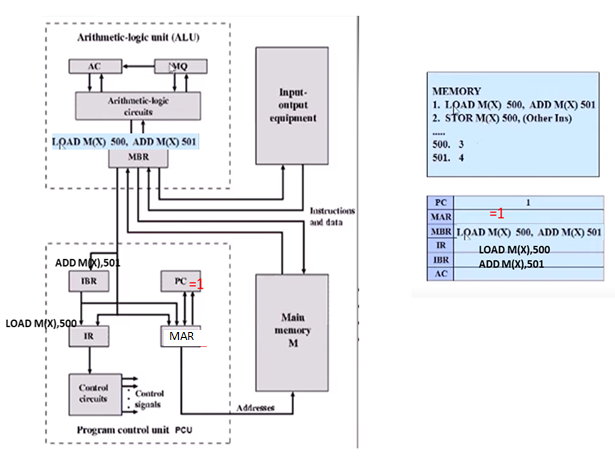 Arithmetic-logic unit (ALU)
AC
MQ
Arithmetic-logic
circuits
LOAD M(X) 500, ADD M(X) 501
MBR
Input-
output
equipment
Instructions
and data
ADD M(X),501
IBR
PC
=1
LOAD M(X),500
IR
MAR
Main
memory
M
Control
circuits
Control
signals
Addresses
Program control unit PCU
MEMORY
1. LOAD M(X) 500, ADD M(X) 501
2. STOR M(X) 500, (Other Ins)
.....
500. 3
501. 4
PC 1
MAR =1
MBR LOAD M(X) 500, ADD M(X) 501
IR LOAD M(X),500
IBR ADD M(X),501
AC